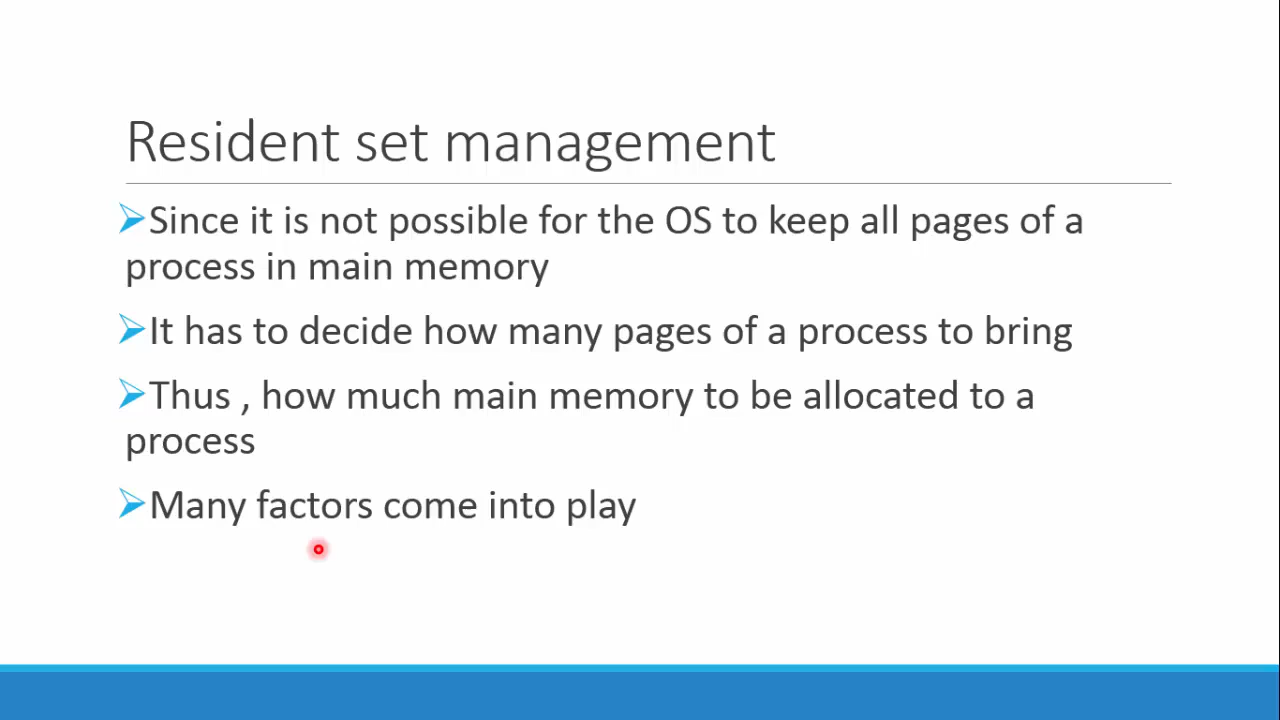 Resident set management
➢Since it is not possible for the OS to keep all pages of a
process in main memory
➢It has to decide how many pages of a process to bring
➢Thus , how much main memory to be allocated to a
process
➢Many factors come into play